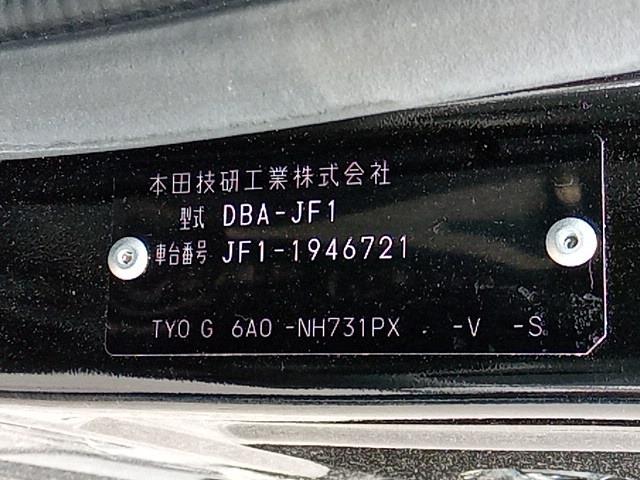 本田技研工業株式会社
型式 DBA-JF1
車台番号 JF1-1946721
TYO G 6A0 -NH731PX . -V -S